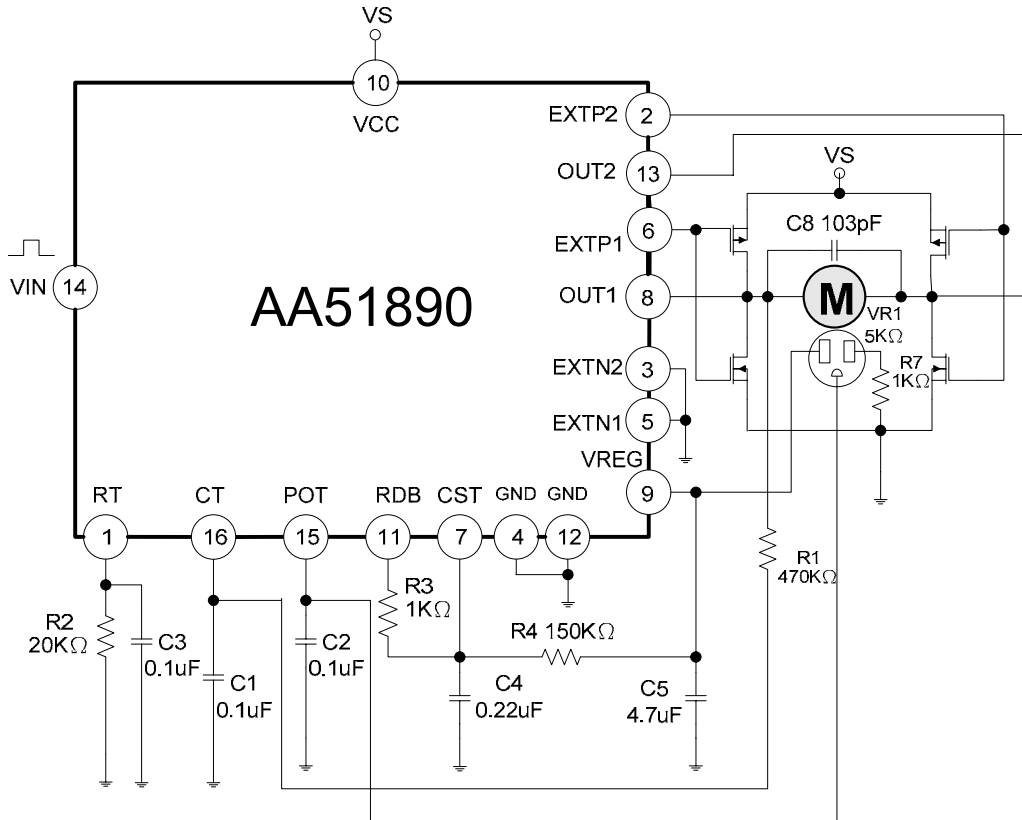 VS
10
VCC
EXTP2
2
OUT2
13
VS
6
EXTP1
C8 103pF
VIN
14
AA51890
OUT1
8
M
VR1
5KΩ
EXTN2
3
R7
1KΩ
EXTN1
5
VREG
9
RT
CT
POT
RDB
CST
GND
GND
1
16
15
11
7
4
12
R1
470KΩ
R3
1KΩ
R2
20KΩ
C3
0.1uF
C2
0.1uF
R4 150KΩ
C1
0.1uF
C4
0.22uF
C5
4.7uF